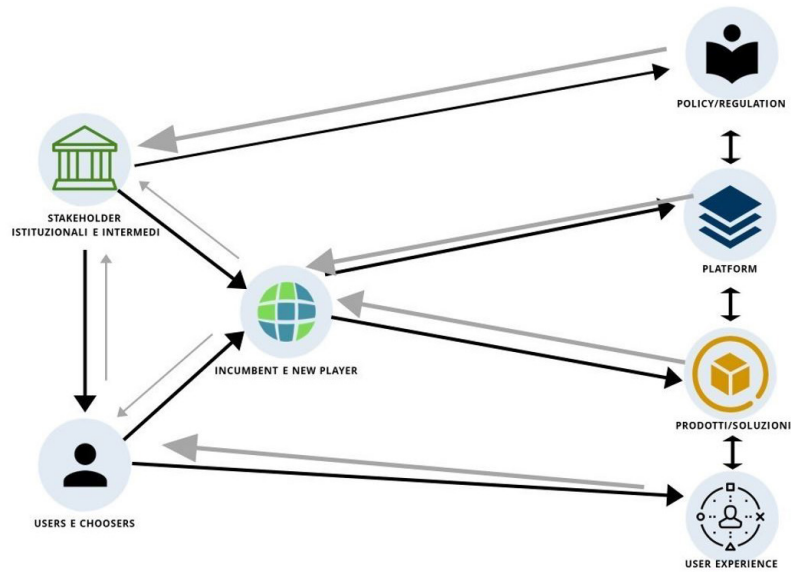 POLICY/REGULATION
STAKEHOLDER
ISTITUZIONALI E INTERMEDI
PLATFORM
INCUMBENT E NEW PLAYER
PRODOTTI/SOLUZIONI
USERS E CHOOSERS
USER EXPERIENCE